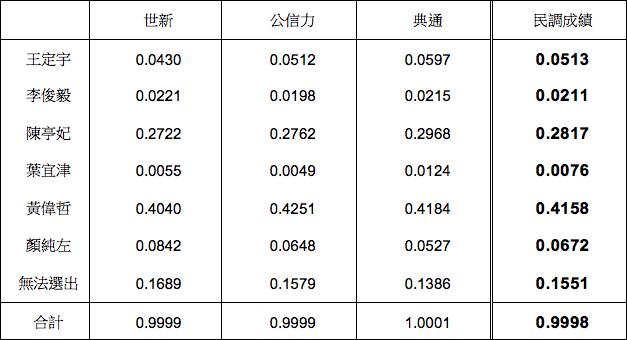 世新 公信力 典通 民調成績
王定宇 0.0430 0.0512 0.0597 0.0513
李俊毅 0.0221 0.0198 0.0215 0.0211
陳亭妃 0.2722 0.2762 0.2968 0.2817
葉宜津 0.0055 0.0049 0.0124 0.0076
黃偉哲 0.4040 0.4251 0.4184 0.4158
顏純左 0.0842 0.0648 0.0527 0.0672
無法選出 0.1689 0.1579 0.1386 0.1551
合計 0.9999 0.9999 1.0001 0.9998